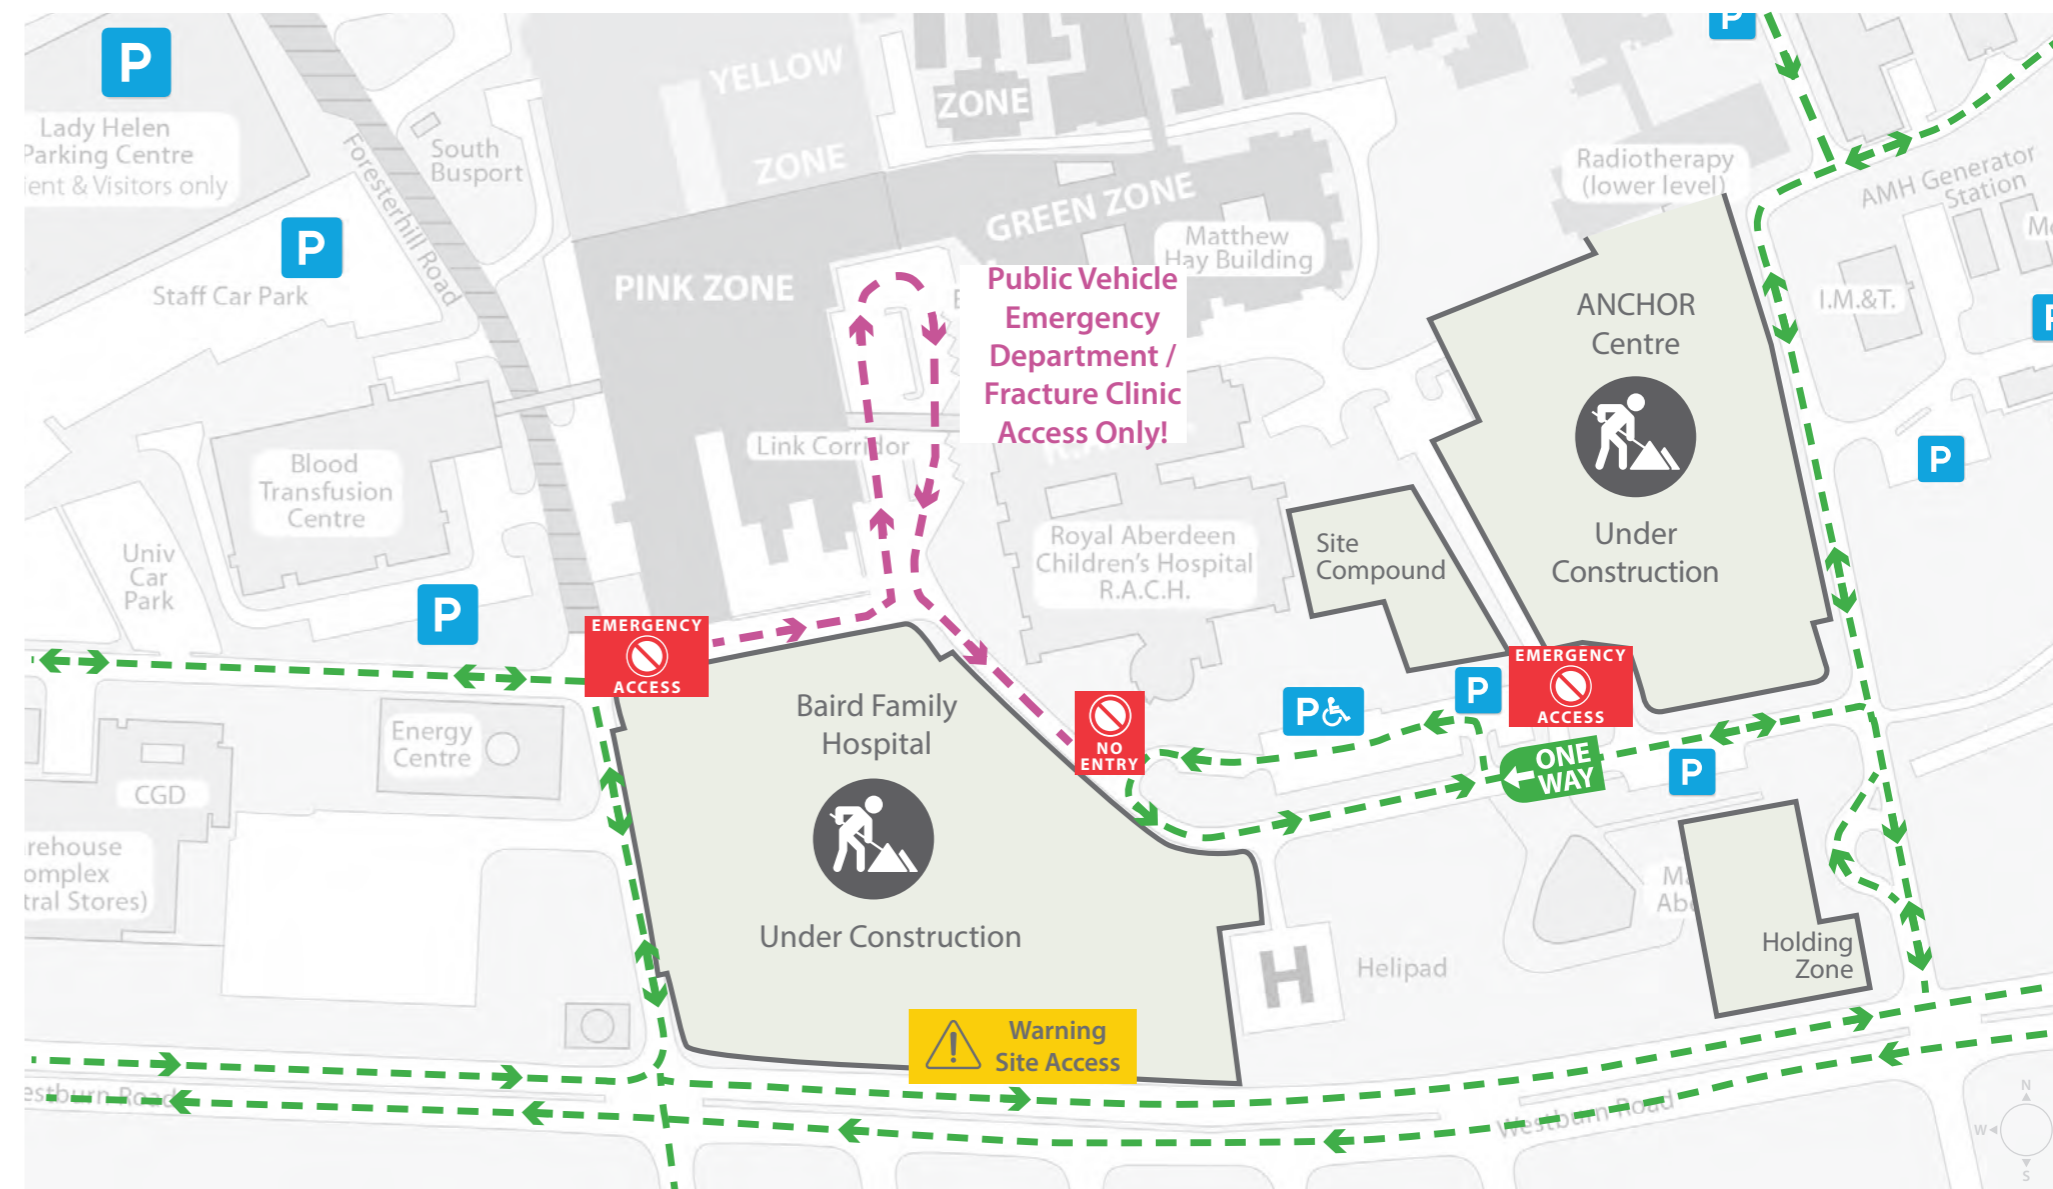 P
P
Lady Helen
Parking Centre
ent & Visitors only
P
Staff Car Park
Foresterhill Road
South
Busport
YELLOW
ZONE
ZONE
GREEN ZONE
PINK ZONE
Matthew
Hay Building
Radiotherapy
(lower level)
AMH Generator
Station
I.M.&T.
P
Public Vehicle
Emergency
Department /
Fracture Clinic
Access Only!
ANCHOR
Centre
Under
Construction
P
Link Corridor
Blood
Transfusion
Centre
Univ
Car
Park
P
Royal Aberdeen
Children's Hospital
R.A.C.H.
Site
Compound
EMERGENCY
ACCESS
EMERGENCY
ACCESS
P
P
NO
ENTRY
ONE
WAY
P
Energy
Centre
CGD
rehouse
omplex
tral Stores)
Baird Family
Hospital
Under Construction
Holding
Zone
H
Helipad
Warning
Site Access
estburn Road
Westburn Road
N
W
S